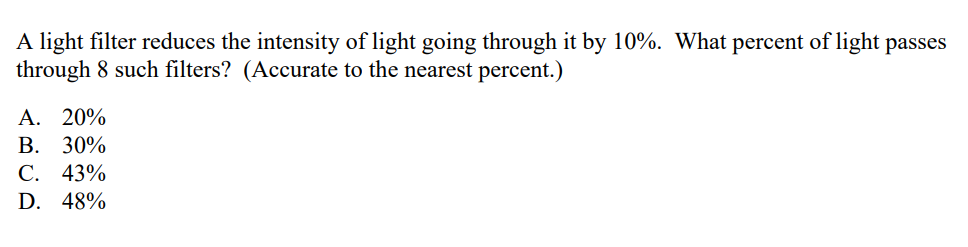 A light filter reduces the intensity of light going through it by 10%.  What percent of light passes
through 8 such filters?  (Accurate to the nearest percent.)
A.   20%
B.   30%
C.   43%
D.   48%